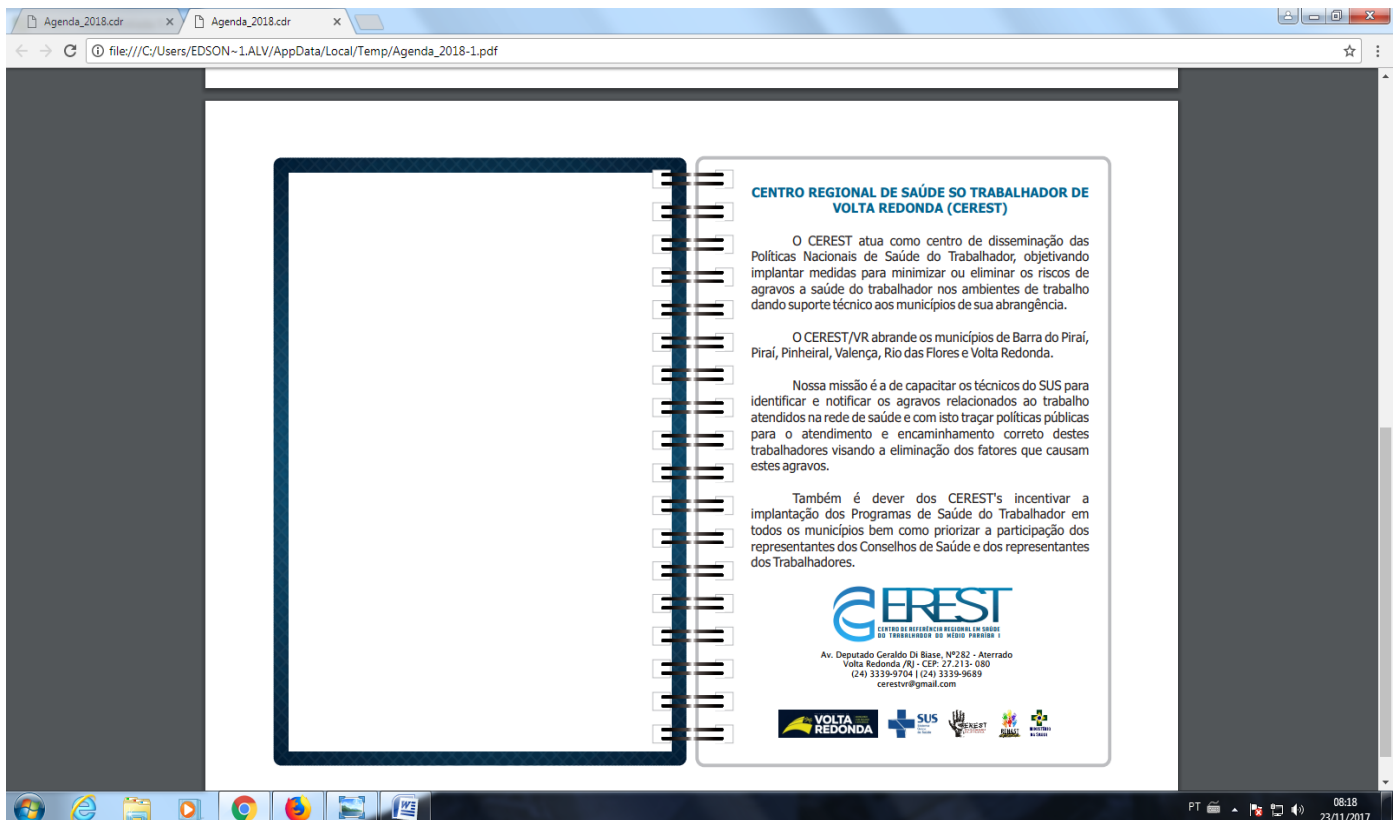 Agenda_2018.cdr
Agenda_2018.cdr
file:///C:/Users/EDSON~1.ALV/AppData/Local/Temp/Agenda_2018-1.pdf
CENTRO REGIONAL DE SAÚDE SO TRABALHADOR DE
VOLTA REDONDA (CEREST)
O CEREST atua como centro de disseminação das
Políticas Nacionais de Saúde do Trabalhador, objetivando
implantar medidas para minimizar ou eliminar os riscos de
agravos a saúde do trabalhador nos ambientes de trabalho
dando suporte técnico aos municípios de sua abrangência.
O CEREST/VR abrande os municípios de Barra do Piraí,
Piraí, Pinheiral, Valença, Rio das Flores e Volta Redonda.
Nossa missão é a de capacitar os técnicos do SUS para
identificar e notificar os agravos relacionados ao trabalho
atendidos na rede de saúde e com isto traçar políticas públicas
para o atendimento e encaminhamento correto destes
trabalhadores visando a eliminação dos fatores que causam
estes agravos.
Também é dever dos CEREST's incentivar a
implantação dos Programas de Saúde do Trabalhador em
todos os municípios bem como priorizar a participação dos
representantes dos Conselhos de Saúde e dos representantes
dos Trabalhadores.
CEREST
CENTRO DE REFERÊNCIA REGIONAL EM SAÚDE
DO TRABALHADOR DO MÉDIO PARAÍBA I
Av. Deputado Geraldo Di Biase, Nº282 - Aterrado
Volta Redonda /RJ - CEP: 27.213- 080
(24) 3339-9704 | (24) 3339-9689
cerestvr@gmail.com
VOLTA
REDONDA
SUS
CEREST
RENAST
MINISTÉRIO
DA SAÚDE
PT
08:18
23/11/2017